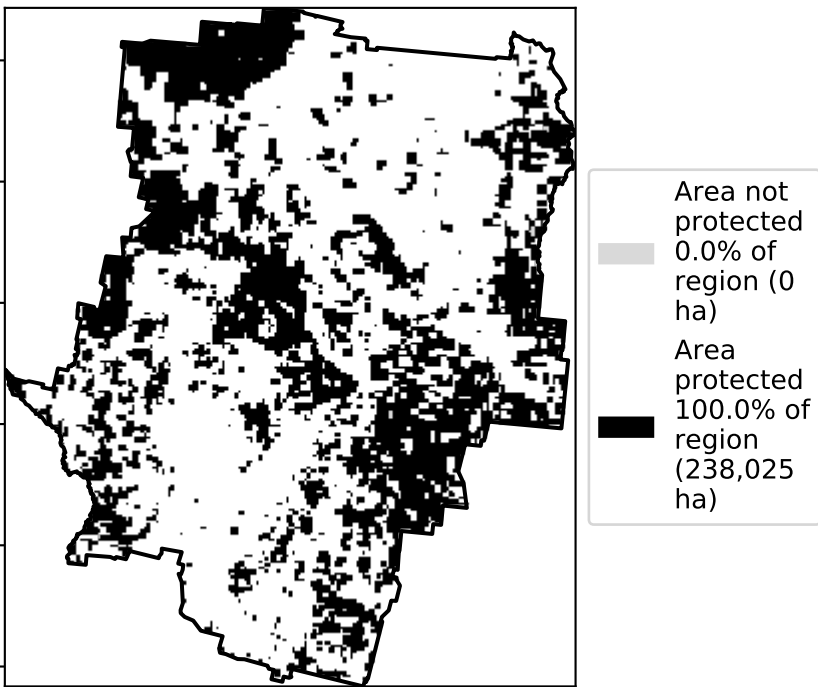 Area not
protected
0.0% of
region (0
ha)
Area
protected
100.0% of
region
(238,025
ha)